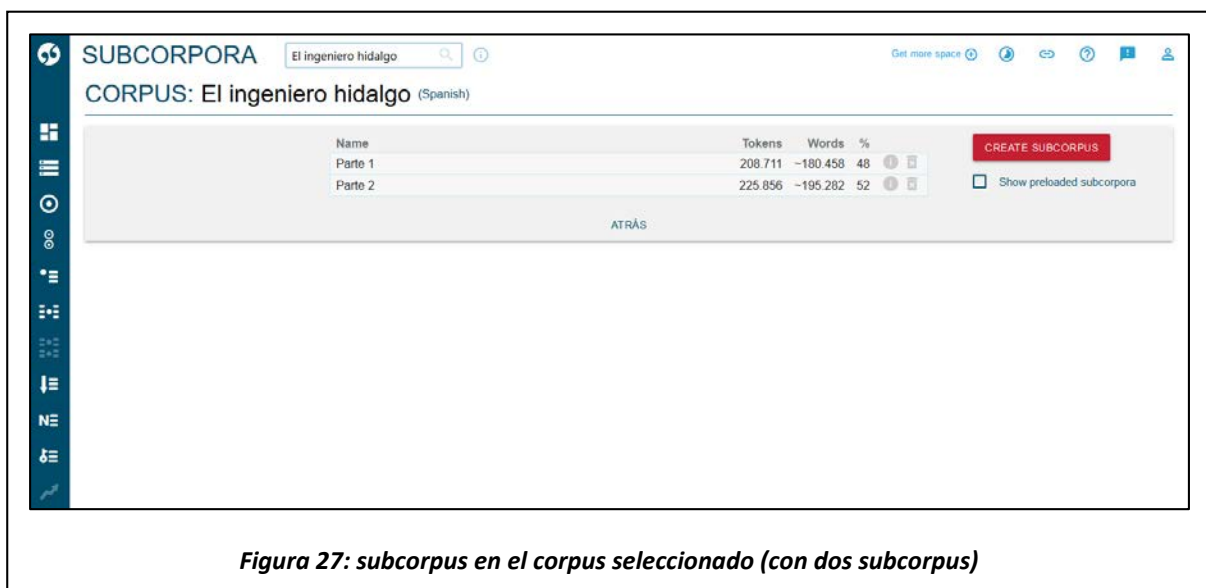 SUBCORPORA El ingeniero hidalgo Get more space
CORPUS: El ingeniero hidalgo (Spanish)
Name Tokens Words %
Parte 1 208.711 ~180.458 48
Parte 2 225.856 ~195.282 52
CREATE SUBCORPUS
Show preloaded subcorpora
ATRÁS
N
Figura 27: subcorpus en el corpus seleccionado (con dos subcorpus)